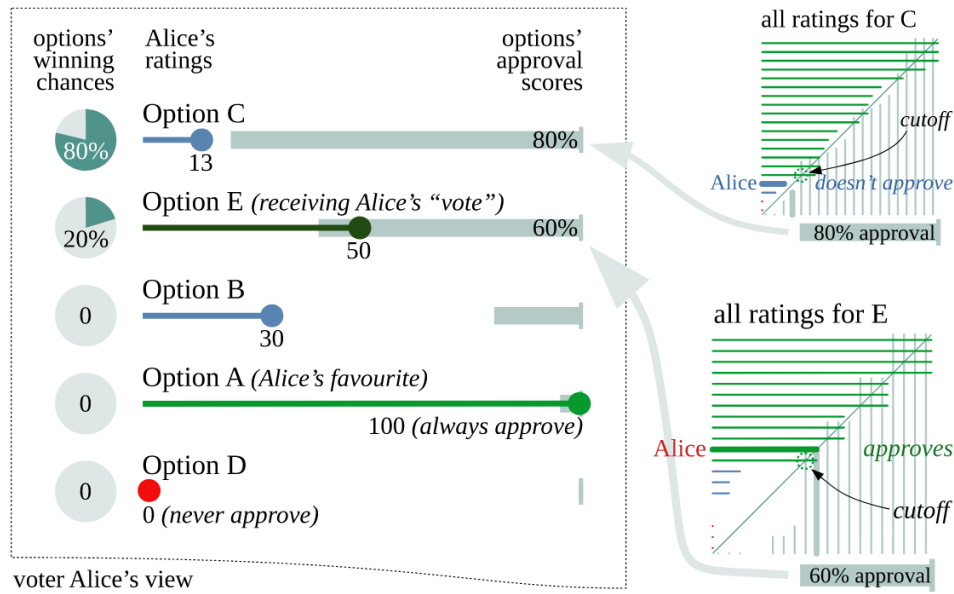 options’
winning
chances
Alice’s
ratings
options’
approval
scores
Option C
80%
13
80%
Option E (receiving Alice’s “vote”)
20%
50
60%
Option B
0
30
Option A (Alice’s favourite)
0
100 (always approve)
Option D
0
0 (never approve)
voter Alice’s view
all ratings for C
cutoff
Alice
doesn’t approve
80% approval
all ratings for E
Alice
approves
cutoff
60% approval